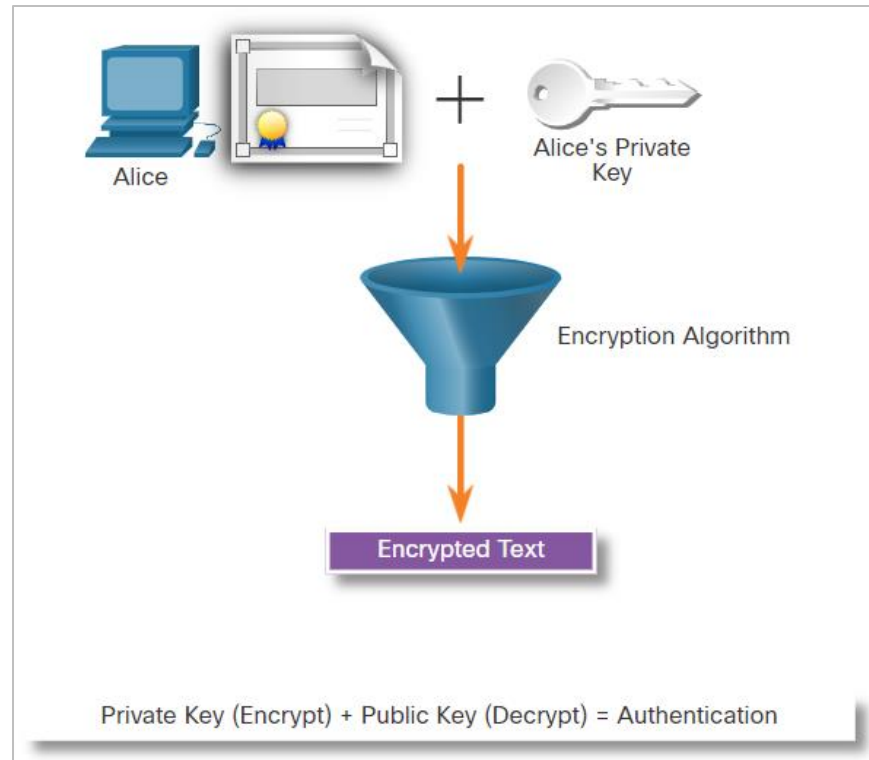 Alice
+
Alice's Private
Key
Encryption Algorithm
Encrypted Text
Private Key (Encrypt) + Public Key (Decrypt) = Authentication